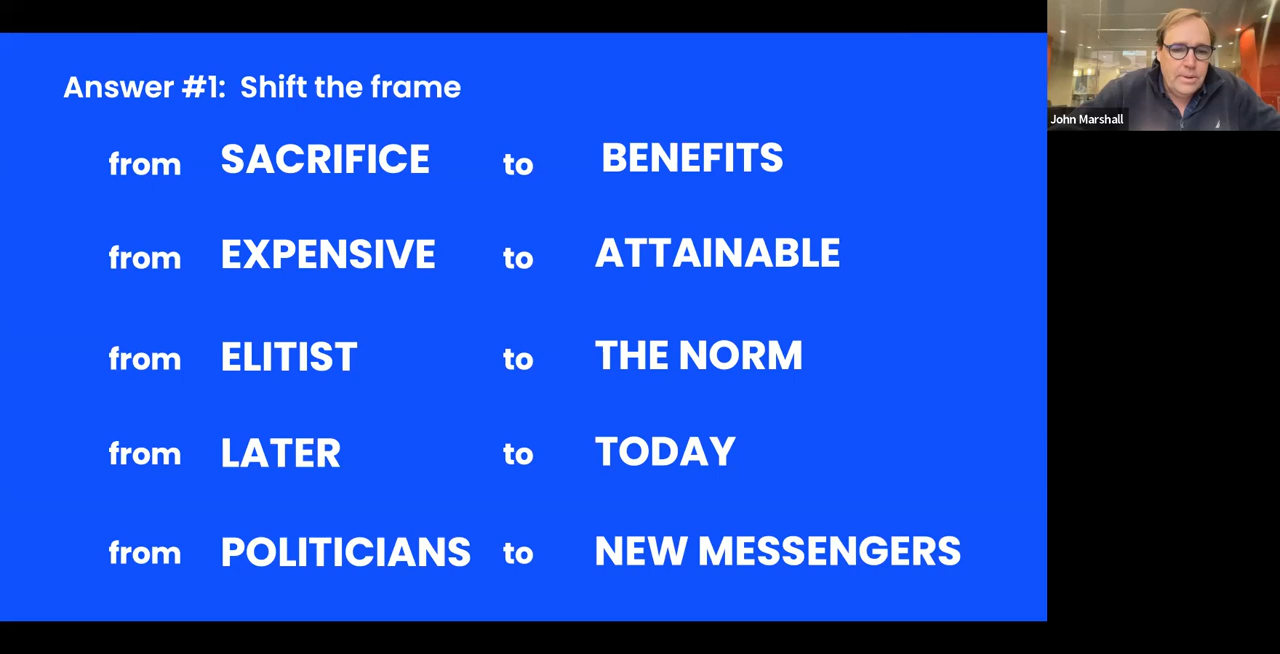 Answer #1: Shift the frame
from SACRIFICE to BENEFITS
from EXPENSIVE to ATTAINABLE
from ELITIST to THE NORM
from LATER to TODAY
from POLITICIANS to NEW MESSENGERS
John Marshall